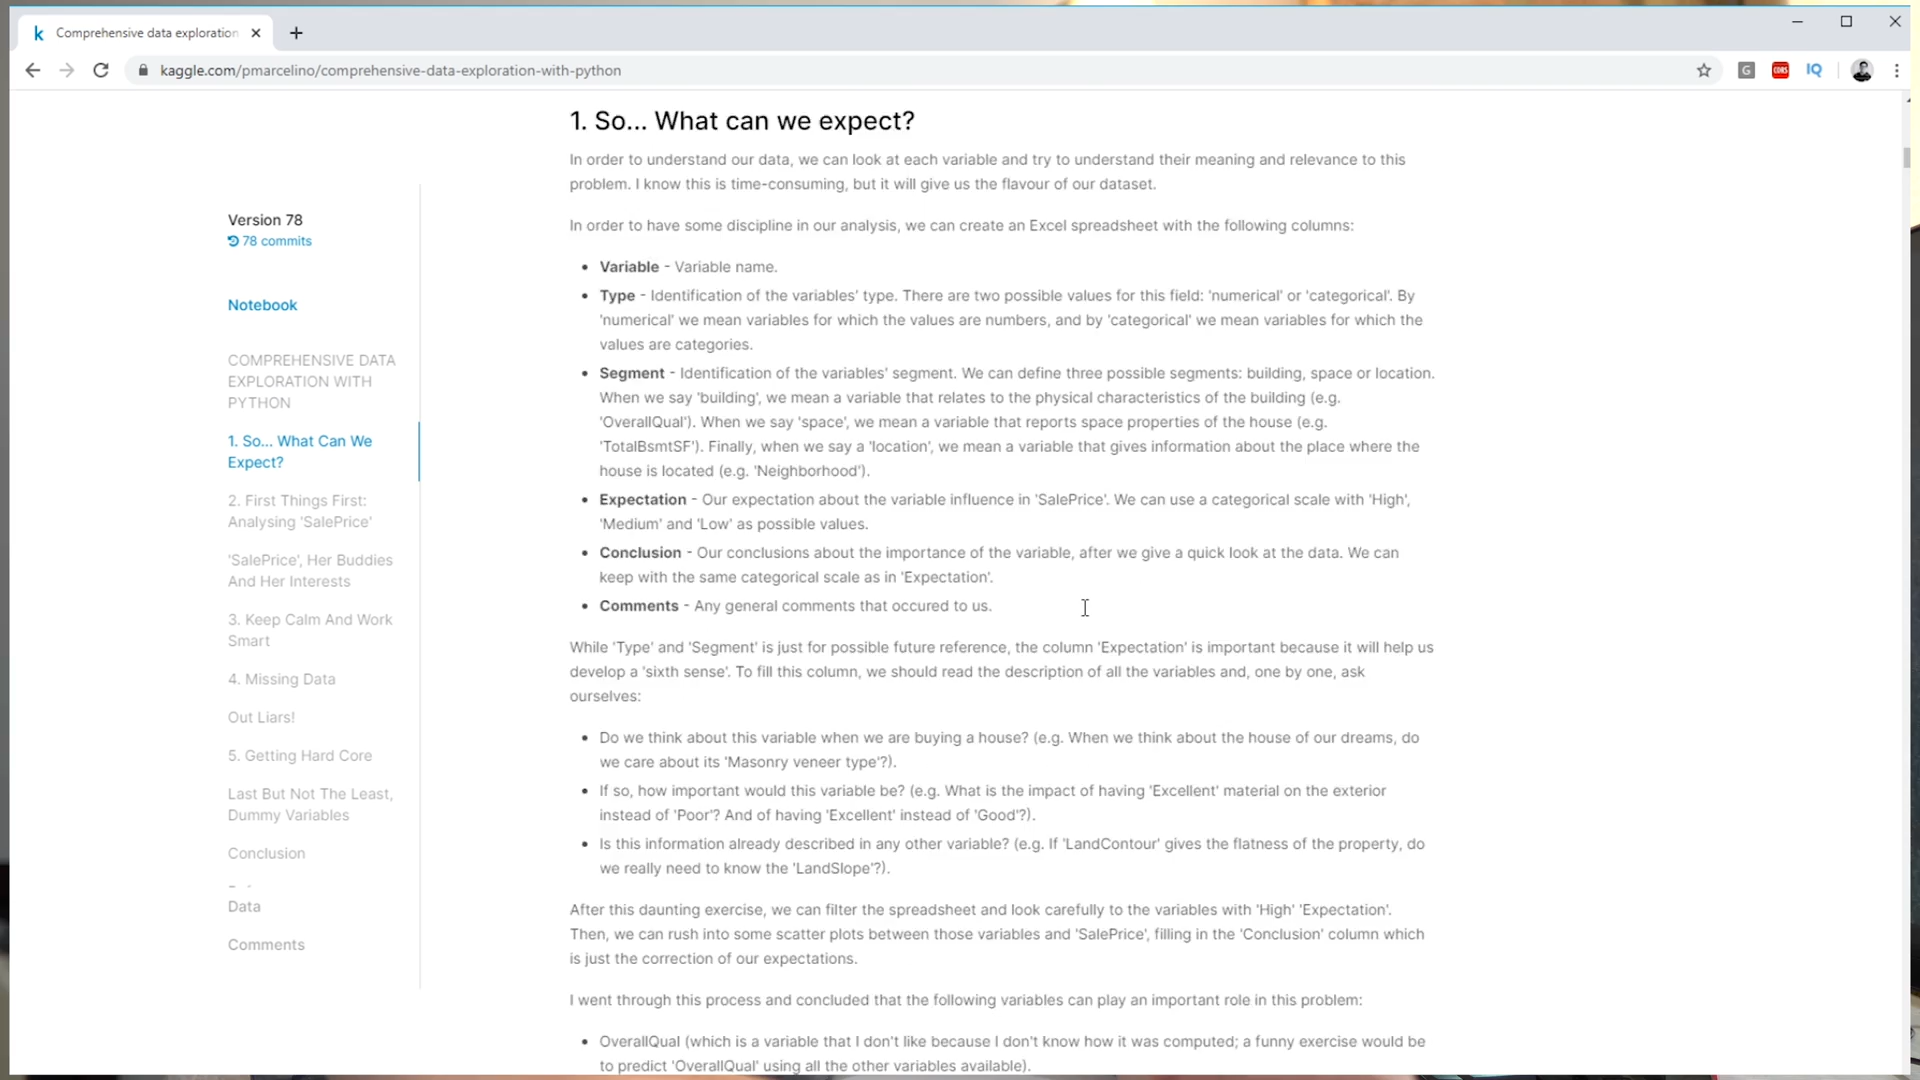 Comprehensive data exploration
kaggle.com/pmarcelino/comprehensive-data-exploration-with-python
G
CORS
IQ
Version 78
78 commits
Notebook
COMPREHENSIVE DATA
EXPLORATION WITH
PYTHON
1. So... What Can We
Expect?
2. First Things First:
Analysing 'SalePrice'
'SalePrice', Her Buddies
And Her Interests
3. Keep Calm And Work
Smart
4. Missing Data
Out Liars!
5. Getting Hard Core
Last But Not The Least,
Dummy Variables
Conclusion
Data
Comments
1. So... What can we expect?
In order to understand our data, we can look at each variable and try to understand their meaning and relevance to this
problem. I know this is time-consuming, but it will give us the flavour of our dataset.
In order to have some discipline in our analysis, we can create an Excel spreadsheet with the following columns:
• Variable - Variable name.
• Type - Identification of the variables' type. There are two possible values for this field: 'numerical' or 'categorical'. By
'numerical' we mean variables for which the values are numbers, and by 'categorical' we mean variables for which the
values are categories.
• Segment - Identification of the variables' segment. We can define three possible segments: building, space or location.
When we say 'building', we mean a variable that relates to the physical characteristics of the building (e.g.
'OverallQual'). When we say 'space', we mean a variable that reports space properties of the house (e.g.
'TotalBsmtSF'). Finally, when we say a 'location', we mean a variable that gives information about the place where the
house is located (e.g. 'Neighborhood').
• Expectation - Our expectation about the variable influence in 'SalePrice'. We can use a categorical scale with 'High',
'Medium' and 'Low' as possible values.
• Conclusion - Our conclusions about the importance of the variable, after we give a quick look at the data. We can
keep with the same categorical scale as in 'Expectation'.
• Comments - Any general comments that occured to us.
While 'Type' and 'Segment' is just for possible future reference, the column 'Expectation' is important because it will help us
develop a 'sixth sense'. To fill this column, we should read the description of all the variables and, one by one, ask
ourselves:
• Do we think about this variable when we are buying a house? (e.g. When we think about the house of our dreams, do
we care about its 'Masonry veneer type'?).
• If so, how important would this variable be? (e.g. What is the impact of having 'Excellent' material on the exterior
instead of 'Poor'? And of having 'Excellent' instead of 'Good'?).
• Is this information already described in any other variable? (e.g. If 'LandContour' gives the flatness of the property, do
we really need to know the 'LandSlope'?).
After this daunting exercise, we can filter the spreadsheet and look carefully to the variables with 'High' 'Expectation'.
Then, we can rush into some scatter plots between those variables and 'SalePrice', filling in the 'Conclusion' column which
is just the correction of our expectations.
I went through this process and concluded that the following variables can play an important role in this problem:
• OverallQual (which is a variable that I don't like because I don't know how it was computed; a funny exercise would be
to predict 'OverallQual' using all the other variables available).